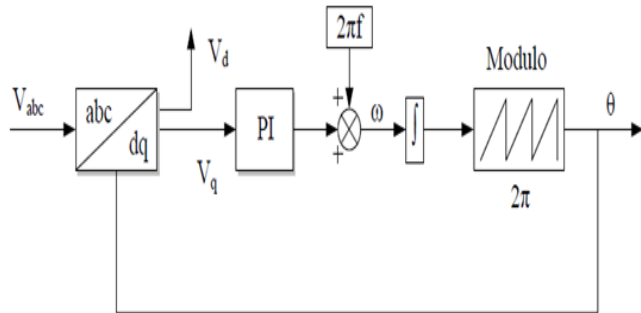 2πf
V_d
Modulo
V_abc
abc
dq
PI
+
+
ω
∫
θ
V_q
2π